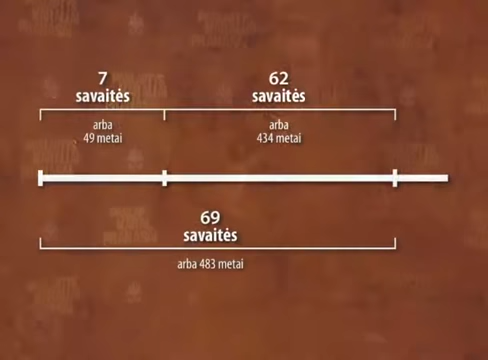 7
savaitės
62
savaitės
arba
49 metai
arba
434 metai
69
savaitės
arba 483 metai